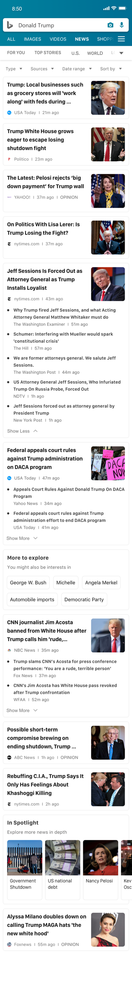 8:50
Donald Trump
ALL IMAGES VIDEOS NEWS SHOPP
FOR YOU TOP STORIES U.S. WORLD
Type Sources Date range Sort by
Trump: Local businesses such
as grocery stores will 'work
along' with feds during ...
USA Today | 21m ago
Trump White House grows
eager to escape losing
shutdown fight
P Politico | 23m ago
The Latest: Pelosi rejects ‘big
down payment’ for Trump wall
YAHOO! | 37m ago | OPINION
On Politics With Lisa Lerer: Is
Trump Losing the Fight?
nytimes.com | 37m ago
Jeff Sessions Is Forced Out as
Attorney General as Trump
Installs Loyalist
nytimes.com | 43m ago
Why Trump fired Jeff Sessions, and what Acting
Attorney General Matthew Whitaker must do
The Washington Examiner | 51m ago
Schumer: Interfering with Mueller would spark
'constitutional crisis'
The Hill | 57m ago
We are former attorneys general. We salute Jeff
Sessions.
The Washington Post | 44m ago
US Attorney General Jeff Sessions, Who Infuriated
Trump On Russia Probe, Forced Out
NDTV | 1h ago
Jeff Sessions forced out as attorney general by
President Trump
New York Post | 1h ago
Show Less
Federal appeals court rules
against Trump administration
on DACA program
USA Today | 47m ago
HONK
DACA
NOW
Appeals Court Rules Against Donald Trump On DACA
Program
Yahoo News | 34m ago
Federal appeals court rules against Trump
administration effort to end DACA program
USA Today | 41m ago
Show More
More to explore
You might also be interests in
George W. Bush Michelle Angela Merkel
Automobile imports Democratic Party
CNN journalist Jim Acosta
banned from White House after
Trump calls him 'rude,...
NBC News | 35m ago
Trump slams CNN’s Acosta for press conference
performance: ‘You are a rude, terrible person’
Fox News | 37m ago
CNN's Jim Acosta has White House pass revoked
after Trump confrontation
WFAA | 52m ago
Show More
Possible short-term
compromise brewing on
ending shutdown, Trump ...
ABC News | 1h ago | OPINION
Rebuffing C.I.A., Trump Says It
Only Has Feelings About
Khashoggi Killing
nytimes.com | 2h ago
In Spotlight
Explore more news in depth
Government
Shutdown
US national
debt
Nancy Pelosi
Kev
Osc
Alyssa Milano doubles down on
calling Trump MAGA hats 'the
new white hood'
Foxnews | 55m ago | OPINION